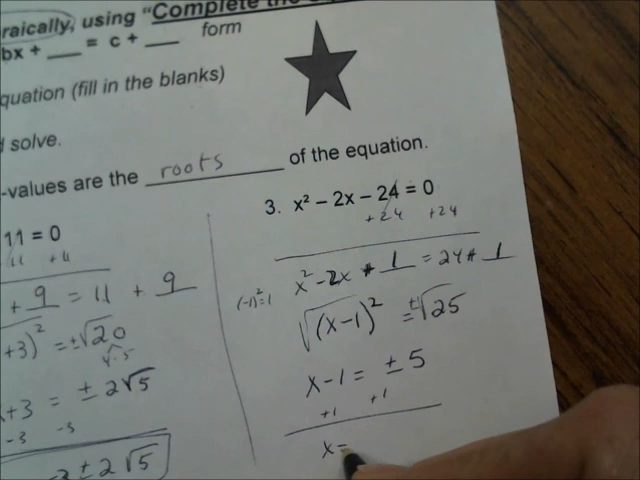 raically, using "Complete the
bx + ___ = c + ___ form
quation (fill in the blanks)
solve.
-values are the roots of the equation.
11 = 0
11 + 11
+ 9 = 11 + 9
+3)² = ±√20
4·5
x+3 = ± 2√5
-3 -3
-3 ± 2√5
3. x² – 2x – 24 = 0
+24 +24
x² - 2x + 1 = 24 + 1
(-1)² = 1
√(x-1)² = ±√25
x-1 = ± 5
+1 +1
x =